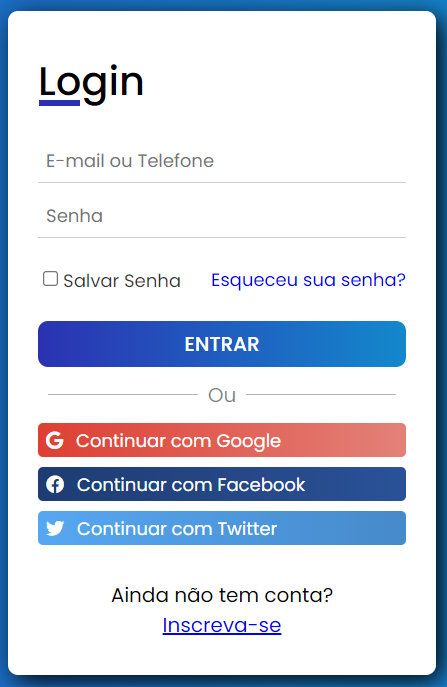 Login
E-mail ou Telefone
Senha
Salvar Senha Esqueceu sua senha?
ENTRAR
Ou
Continuar com Google
Continuar com Facebook
Continuar com Twitter
Ainda não tem conta?
Inscreva-se